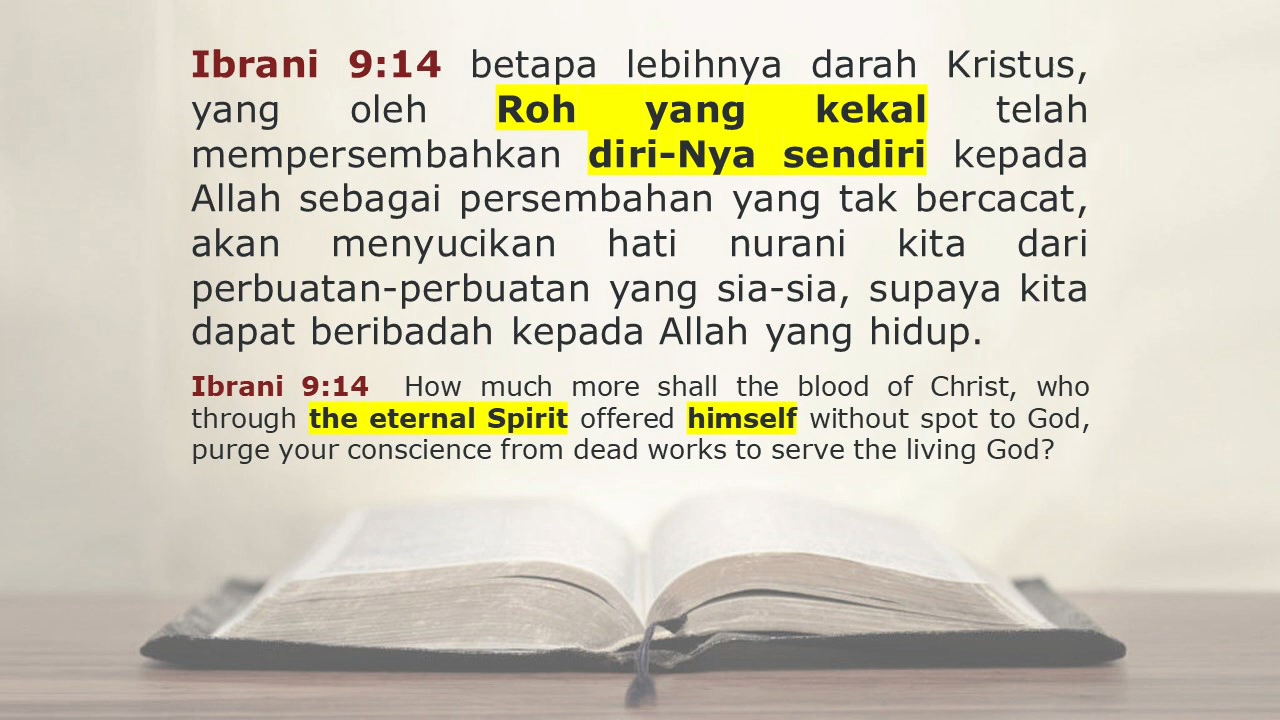 Ibrani 9:14 betapa lebihnya darah Kristus,
yang oleh Roh yang kekal telah
mempersembahkan diri-Nya sendiri kepada
Allah sebagai persembahan yang tak bercacat,
akan menyucikan hati nurani kita dari
perbuatan-perbuatan yang sia-sia, supaya kita
dapat beribadah kepada Allah yang hidup.
Ibrani 9:14 How much more shall the blood of Christ, who
through the eternal Spirit offered himself without spot to God,
purge your conscience from dead works to serve the living God?